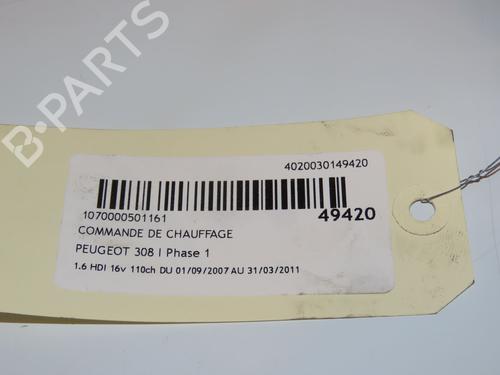 B-PARTS
4020030149420
1070000501161
49420
COMMANDE DE CHAUFFAGE
PEUGEOT 308 I Phase 1
1.6 HDI 16v 110ch DU 01/09/2007 AU 31/03/2011